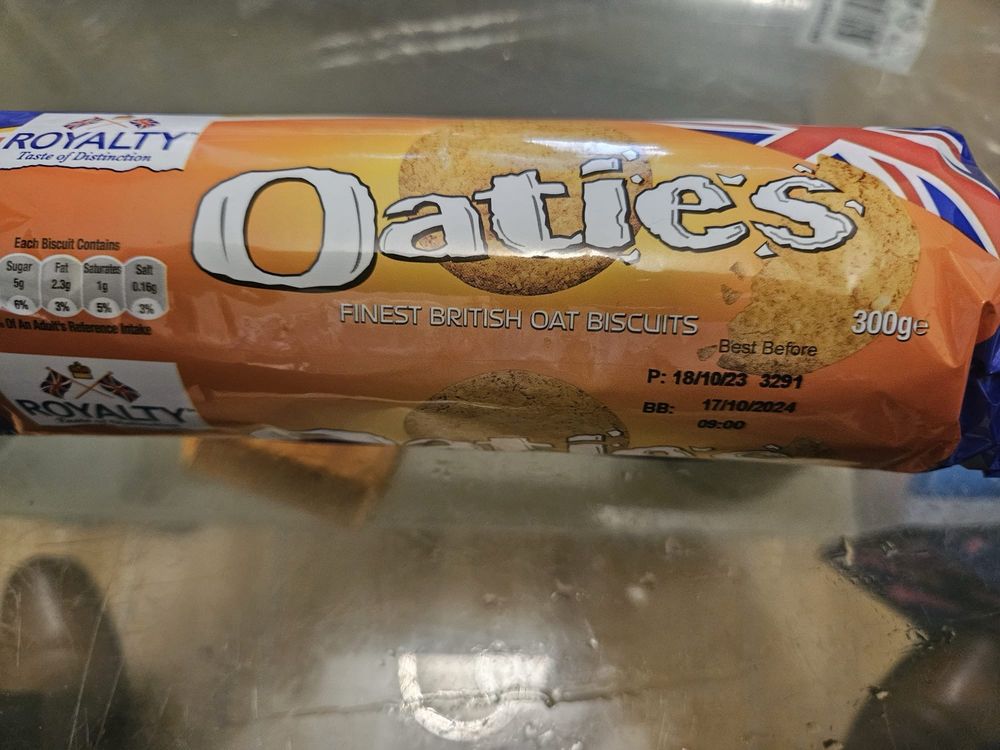 ROYALTY
Taste of Distinction
Oaties
Each Biscuit Contains
Sugar Fat Saturates Salt
5g 2.3g 1g 0.16g
6% 3% 5% 3%
Of An Adult's Reference Intake
FINEST BRITISH OAT BISCUITS
300g℮
Best Before
P: 18/10/23 3291
BB: 17/10/2024
09:00
ROYALTY